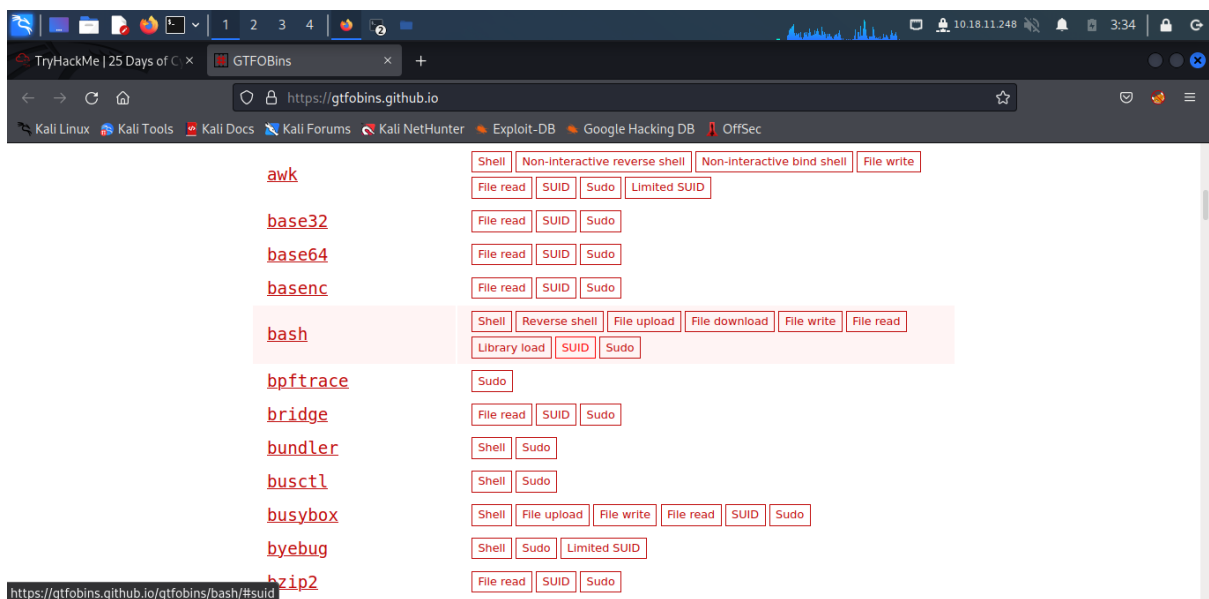 1 2 3 4 2 10.18.11.248 3:34
TryHackMe | 25 Days of C GTFOBins
https://gtfobins.github.io
Kali Linux Kali Tools Kali Docs Kali Forums Kali NetHunter Exploit-DB Google Hacking DB OffSec
awk Shell Non-interactive reverse shell Non-interactive bind shell File write
File read SUID Sudo Limited SUID
base32 File read SUID Sudo
base64 File read SUID Sudo
basenc File read SUID Sudo
bash Shell Reverse shell File upload File download File write File read
Library load SUID Sudo
bpftrace Sudo
bridge File read SUID Sudo
bundler Shell Sudo
busctl Shell Sudo
busybox Shell File upload File write File read SUID Sudo
byebug Shell Sudo Limited SUID
bzip2 File read SUID Sudo
https://gtfobins.github.io/gtfobins/bash/#suid